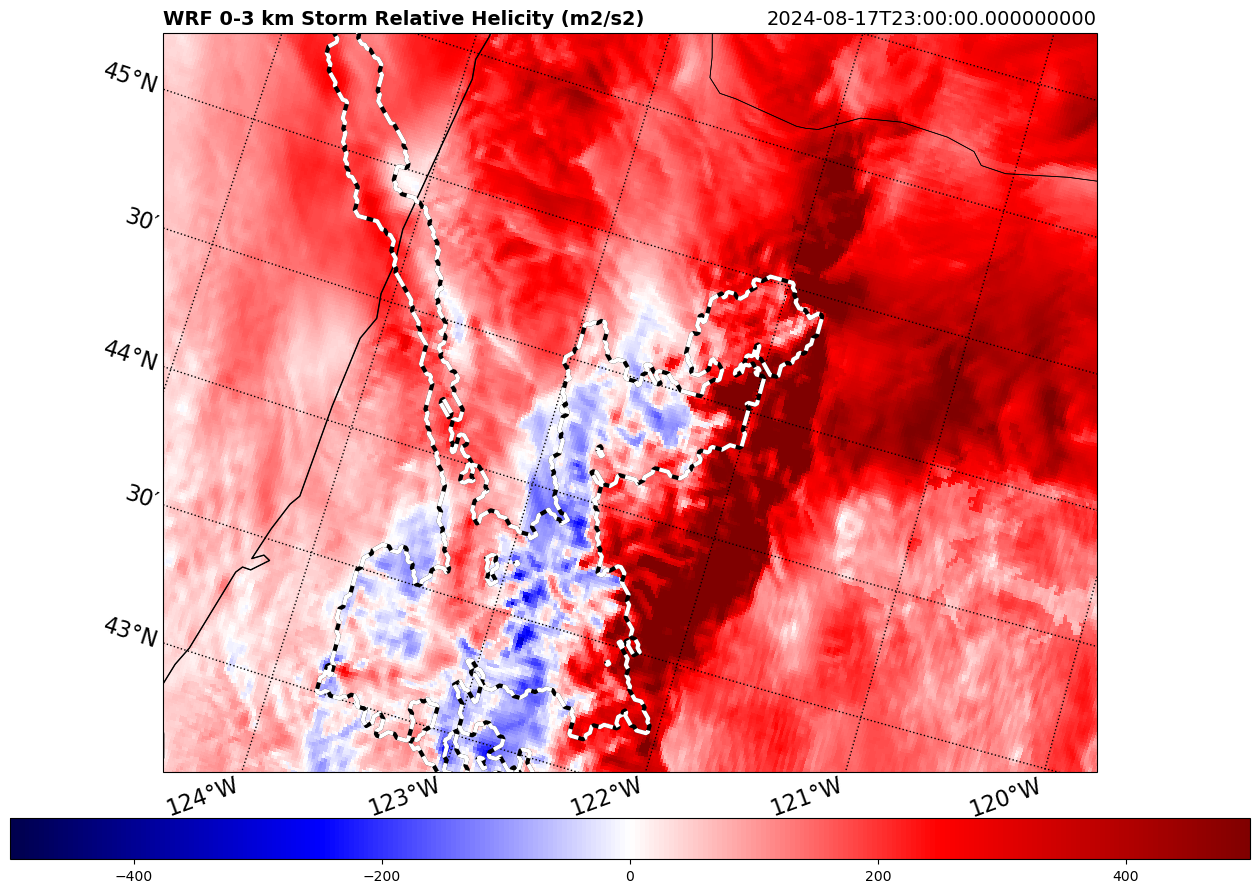 WRF 0-3 km Storm Relative Helicity (m2/s2)
2024-08-17T23:00:00.000000000
45°N
30′
44°N
30′
43°N
124°W
123°W
122°W
121°W
120°W
−400
−200
0
200
400